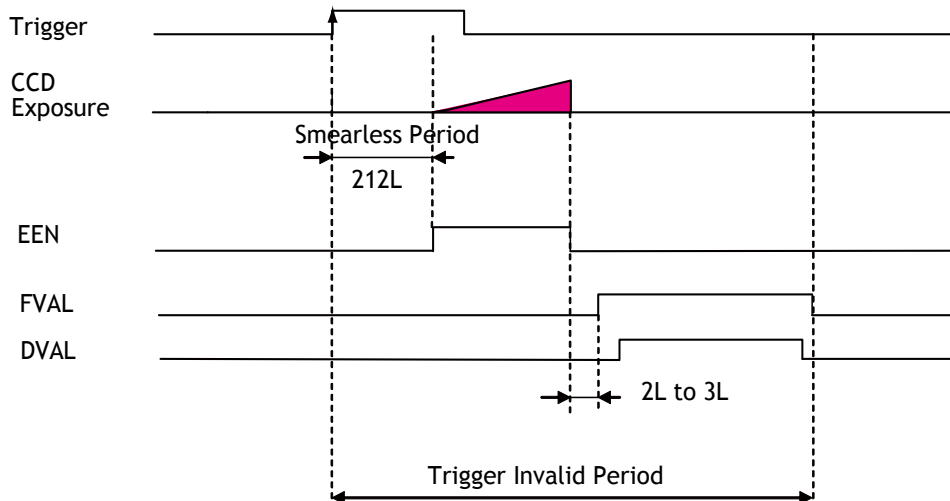 Trigger
CCD
Exposure
Smearless Period
212L
EEN
FVAL
DVAL
2L to 3L
Trigger Invalid Period